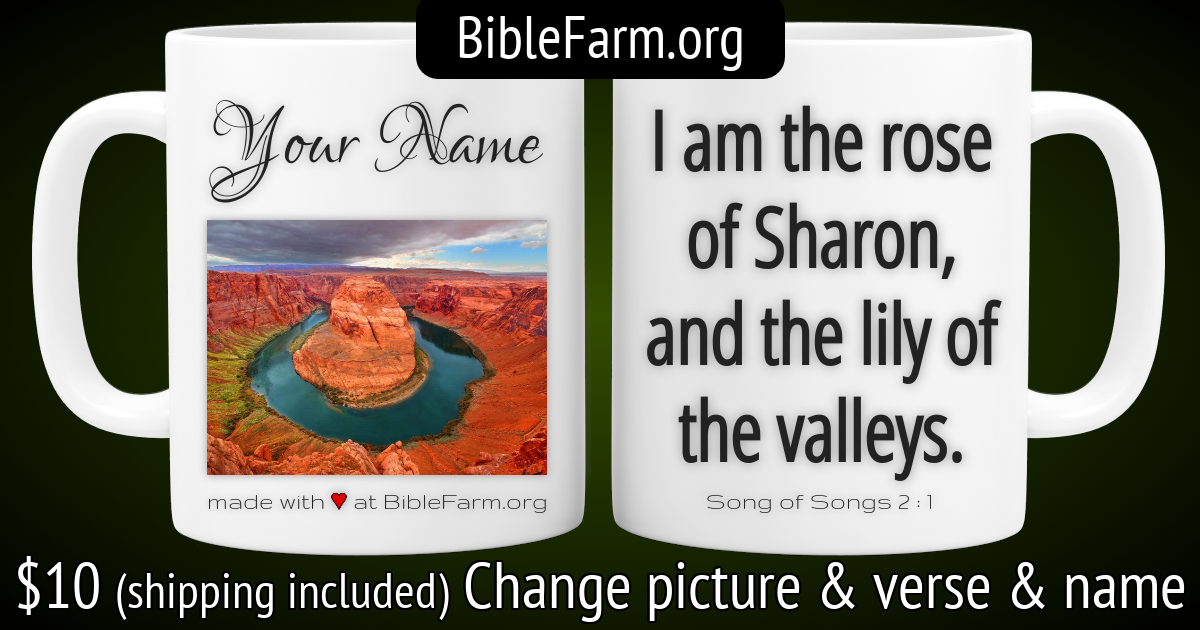 BibleFarm.org
Your Name
made with ♥ at BibleFarm.org
I am the rose
of Sharon,
and the lily of
the valleys.
Song of Songs 2:1
$10 (shipping included) Change picture & verse & name